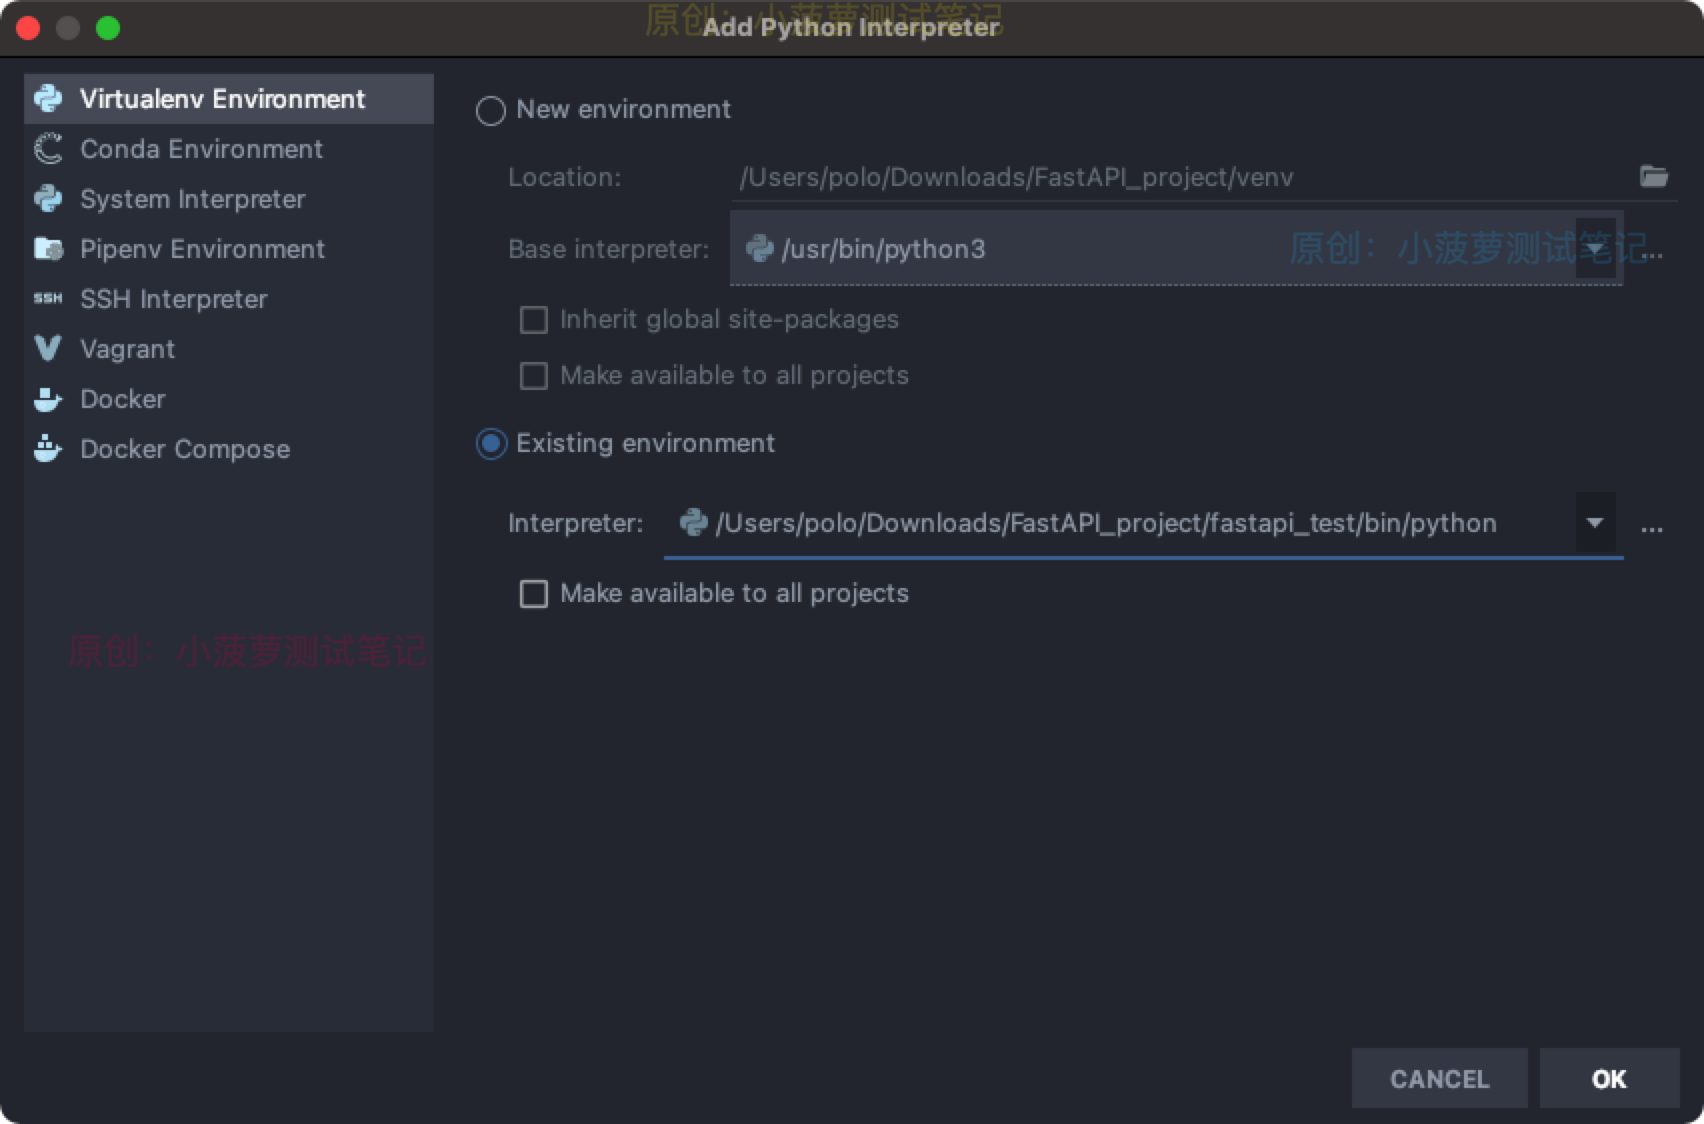 原创：小菠萝测试笔记
Add Python Interpreter
Virtualenv Environment
Conda Environment
System Interpreter
Pipenv Environment
SSH SSH Interpreter
Vagrant
Docker
Docker Compose
原创：小菠萝测试笔记
New environment
Location: /Users/polo/Downloads/FastAPI_project/venv
Base interpreter: /usr/bin/python3 ...
原创：小菠萝测试笔记
Inherit global site-packages
Make available to all projects
Existing environment
Interpreter: /Users/polo/Downloads/FastAPI_project/fastapi_test/bin/python ...
Make available to all projects
CANCEL OK